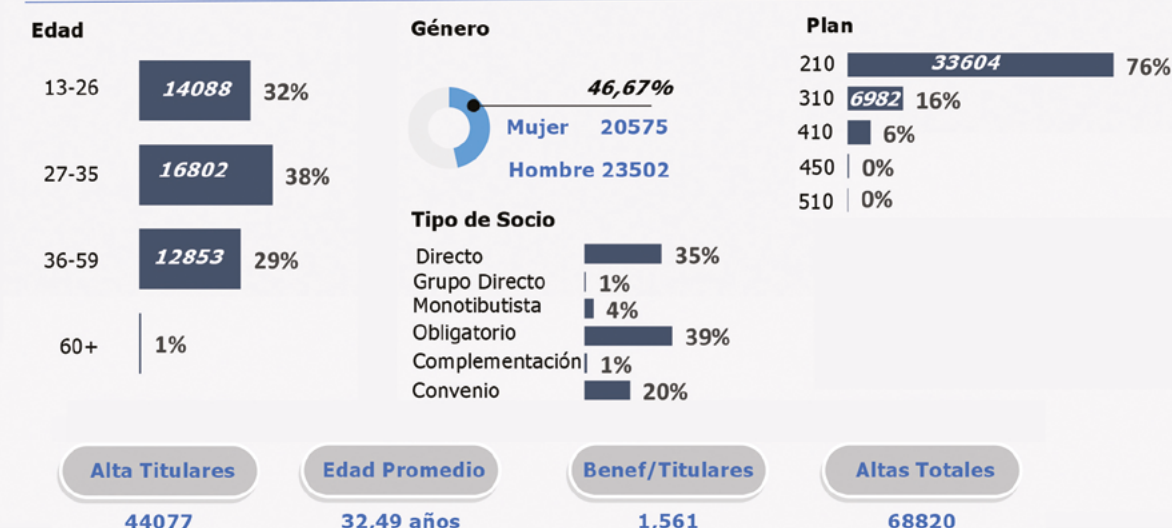 Edad
13-26 14088 32%
27-35 16802 38%
36-59 12853 29%
60+ 1%
Género
46,67%
Mujer 20575
Hombre 23502
Tipo de Socio
Directo 35%
Grupo Directo 1%
Monotibutista 4%
Obligatorio 39%
Complementación 1%
Convenio 20%
Plan
210 33604 76%
310 6982 16%
410 6%
450 0%
510 0%
Alta Titulares
44077
Edad Promedio
32,49 años
Benef/Titulares
1,561
Altas Totales
68820